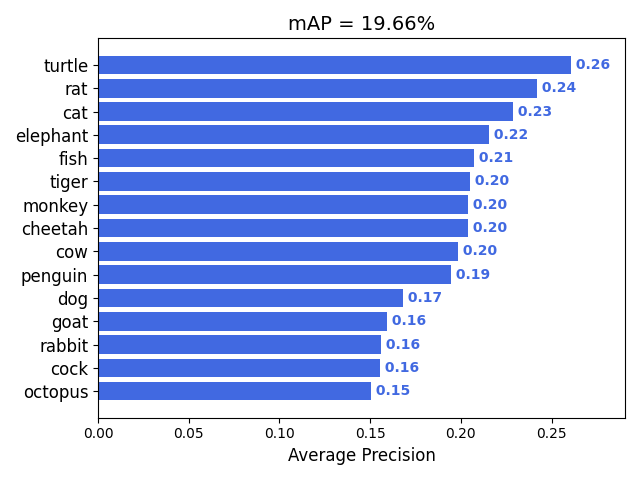 mAP = 19.66%
turtle 0.26
rat 0.24
cat 0.23
elephant 0.22
fish 0.21
tiger 0.20
monkey 0.20
cheetah 0.20
cow 0.20
penguin 0.19
dog 0.17
goat 0.16
rabbit 0.16
cock 0.16
octopus 0.15
0.00 0.05 0.10 0.15 0.20 0.25
Average Precision